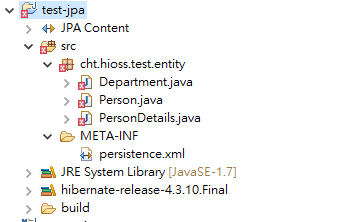 test-jpa
JPA Content
src
cht.hioss.test.entity
Department.java
Person.java
PersonDetails.java
META-INF
persistence.xml
JRE System Library [JavaSE-1.7]
hibernate-release-4.3.10.Final
build